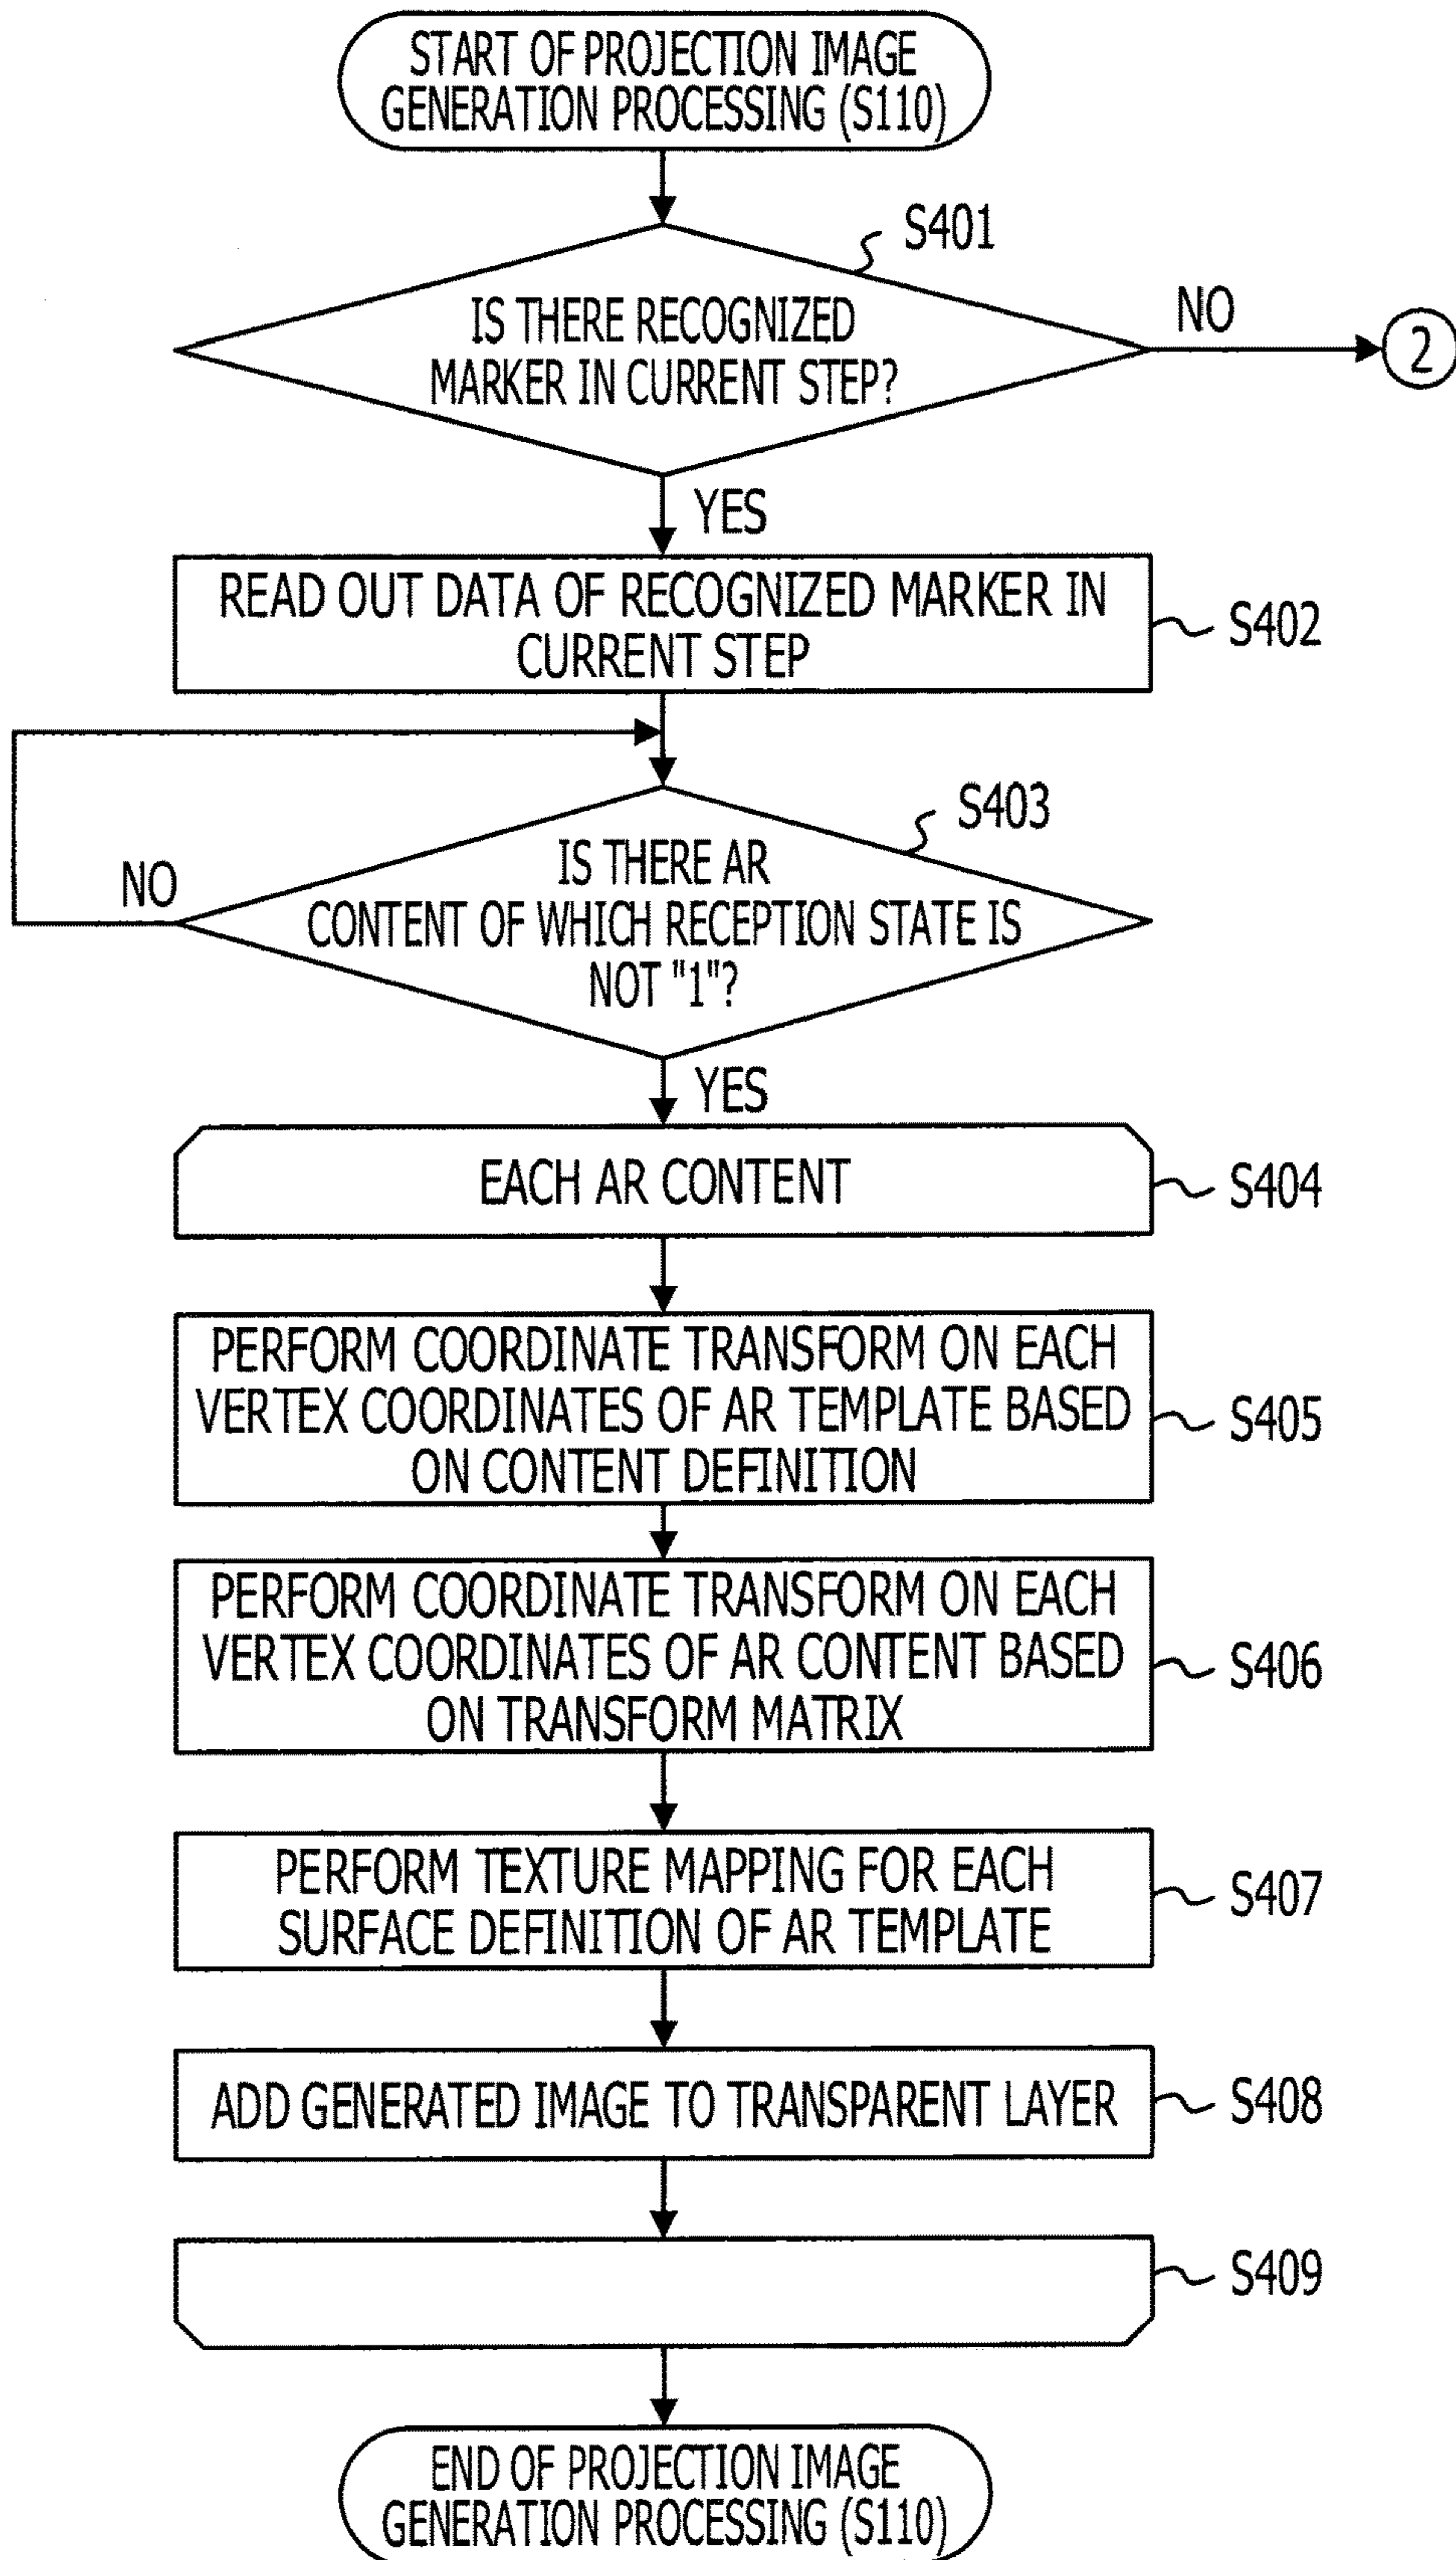 START OF PROJECTION IMAGE
GENERATION PROCESSING (S110)
S401
IS THERE RECOGNIZED
MARKER IN CURRENT STEP?
NO
2
YES
READ OUT DATA OF RECOGNIZED MARKER IN
CURRENT STEP
S402
S403
IS THERE AR
CONTENT OF WHICH RECEPTION STATE IS
NOT "1"?
NO
YES
EACH AR CONTENT
S404
PERFORM COORDINATE TRANSFORM ON EACH
VERTEX COORDINATES OF AR TEMPLATE BASED
ON CONTENT DEFINITION
S405
PERFORM COORDINATE TRANSFORM ON EACH
VERTEX COORDINATES OF AR CONTENT BASED
ON TRANSFORM MATRIX
S406
PERFORM TEXTURE MAPPING FOR EACH
SURFACE DEFINITION OF AR TEMPLATE
S407
ADD GENERATED IMAGE TO TRANSPARENT LAYER
S408
S409
END OF PROJECTION IMAGE
GENERATION PROCESSING (S110)